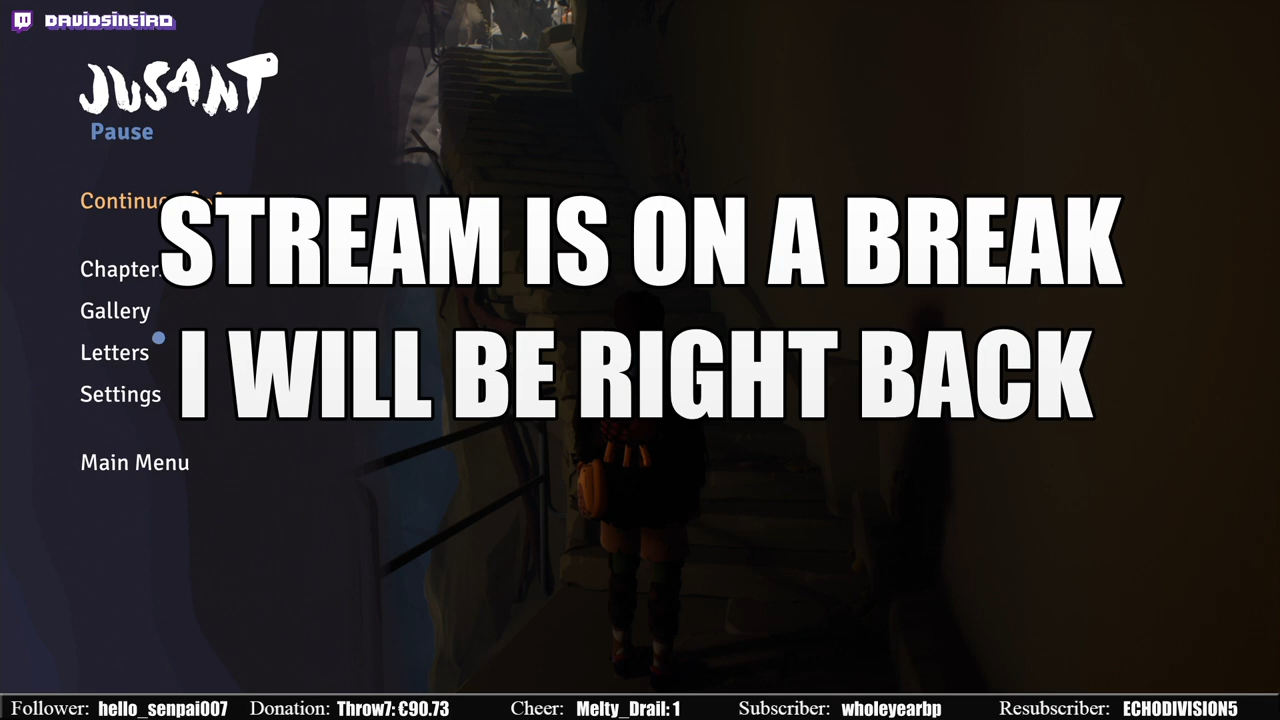 DAVIDSINEIRO
JUSANT
Pause
Continue
STREAM IS ON A BREAK
Chapter
Gallery
I WILL BE RIGHT BACK
Letters
Settings
Main Menu
Follower: hello_senpai007 Donation: Throw7: €90.73 Cheer: Melty_Drail: 1 Subscriber: wholeyearbp Resubscriber: ECHODIVISION5